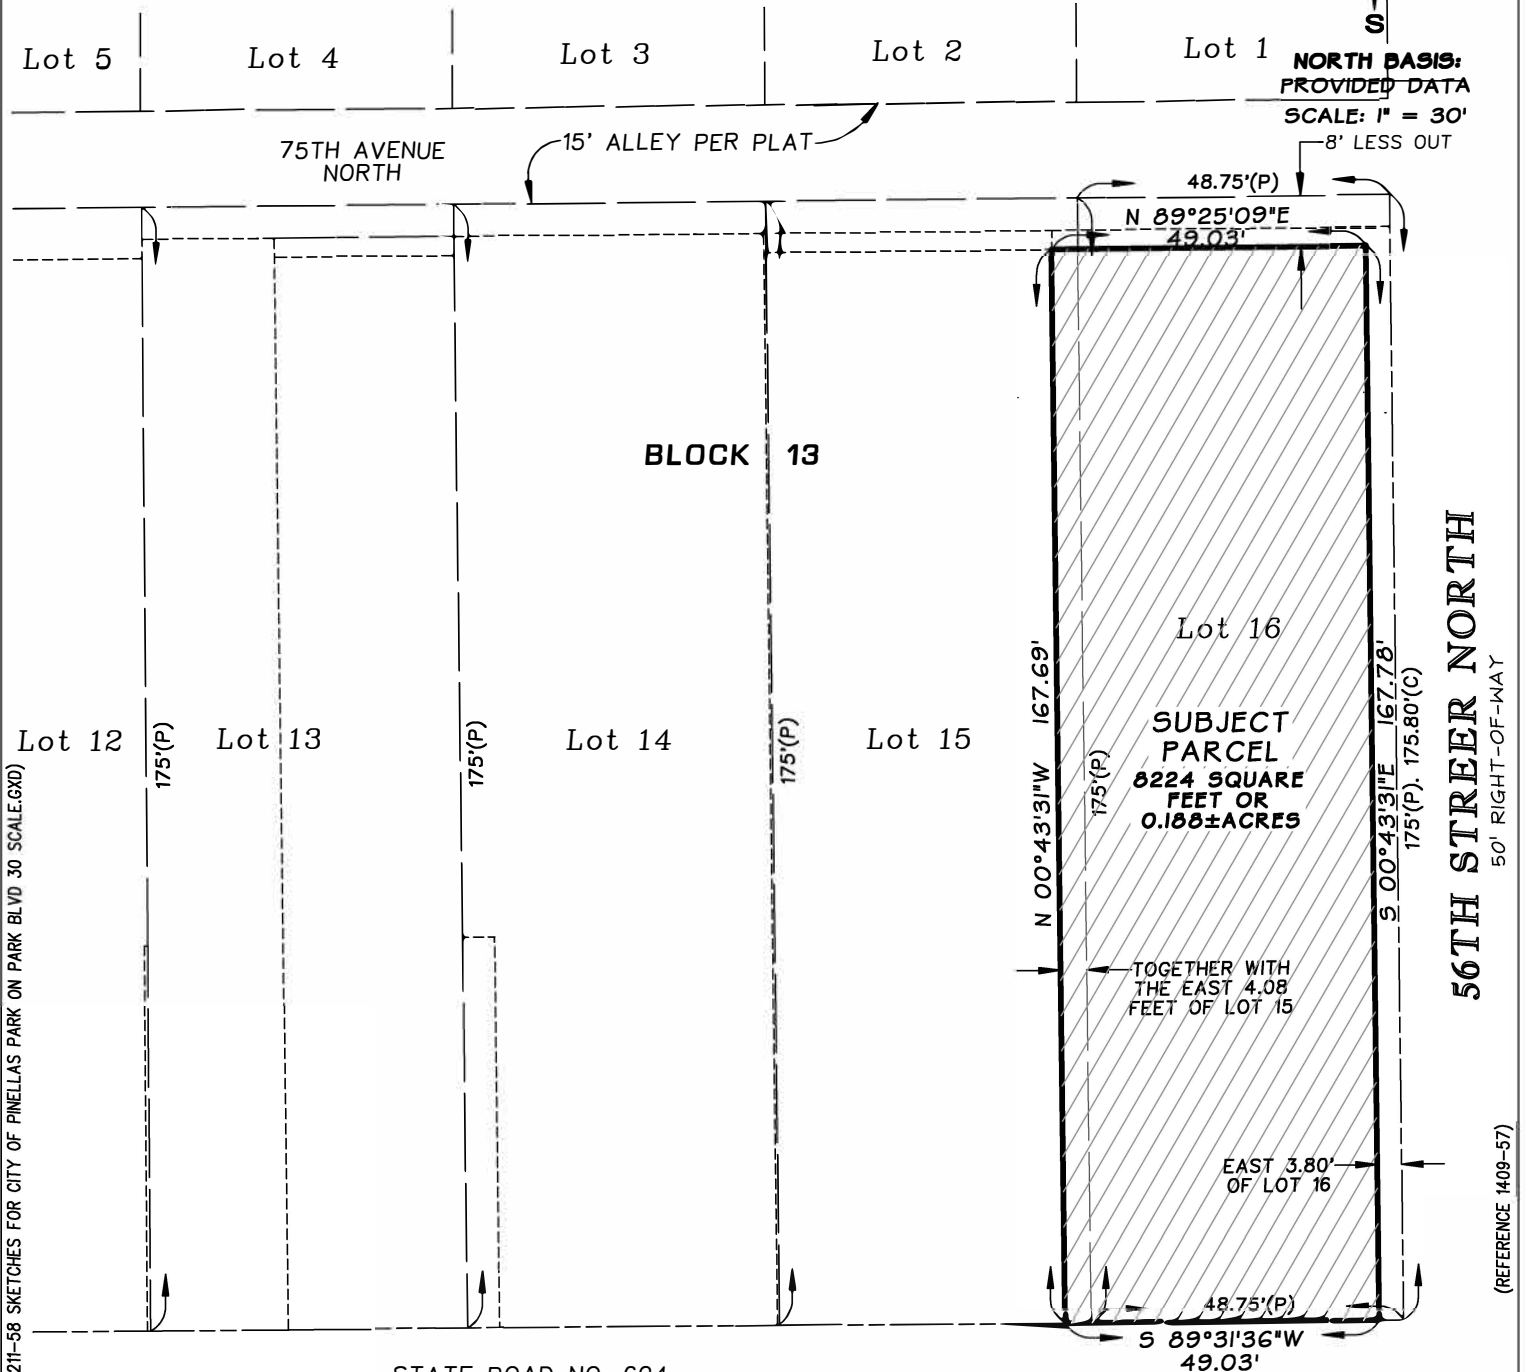 S
Lot 5
Lot 4
Lot 3
Lot 2
Lot 1
NORTH BASIS:
PROVIDED DATA
SCALE: 1" = 30'
8' LESS OUT
75TH AVENUE
NORTH
15' ALLEY PER PLAT
48.75'(P)
N 89°25'09"E
49.03'
BLOCK 13
Lot 12
175'(P)
Lot 13
175'(P)
Lot 14
175'(P)
Lot 15
N 00°43'31"W 167.69'
175'(P)
Lot 16
SUBJECT
PARCEL
8224 SQUARE
FEET OR
0.188±ACRES
S 00°43'31"E 167.78'
175'(P). 175.80'(C)
56TH STREER NORTH
50' RIGHT-OF-WAY
TOGETHER WITH
THE EAST 4.08
FEET OF LOT 15
EAST 3.80'
OF LOT 16
48.75'(P)
S 89°31'36"W
49.03'
211-58 SKETCHES FOR CITY OF PINELLAS PARK ON PARK BLVD 30 SCALE.GXD)
(REFERENCE 1409-57)
STATE ROAD NO. 694